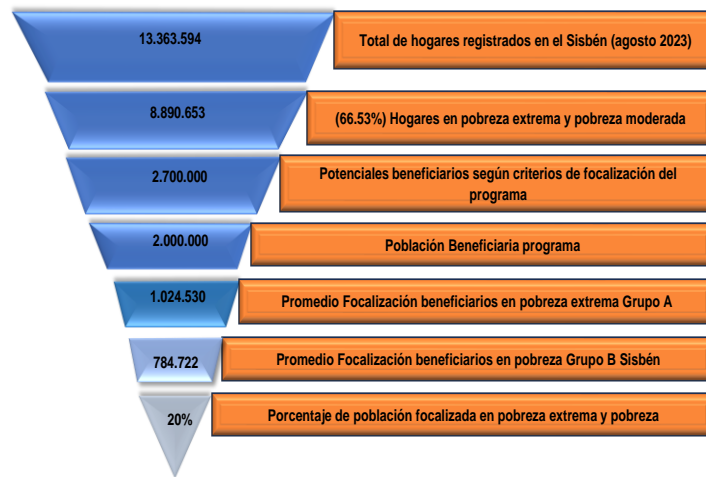 13.363.594
Total de hogares registrados en el Sisbén (agosto 2023)
8.890.653
(66.53%) Hogares en pobreza extrema y pobreza moderada
2.700.000
Potenciales beneficiarios según criterios de focalización del
programa
2.000.000
Población Beneficiaria programa
1.024.530
Promedio Focalización beneficiarios en pobreza extrema Grupo A
784.722
Promedio Focalización beneficiarios en pobreza Grupo B Sisbén
20%
Porcentaje de población focalizada en pobreza extrema y pobreza